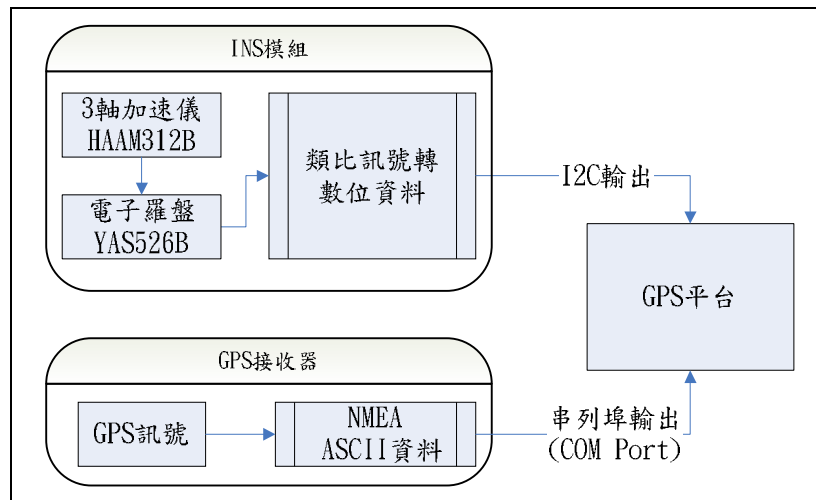 INS模組
3軸加速儀
HAAM312B
電子羅盤
YAS526B
類比訊號轉
數位資料
I2C輸出
GPS平台
GPS接收器
GPS訊號
NMEA
ASCII資料
串列埠輸出
(COM Port)